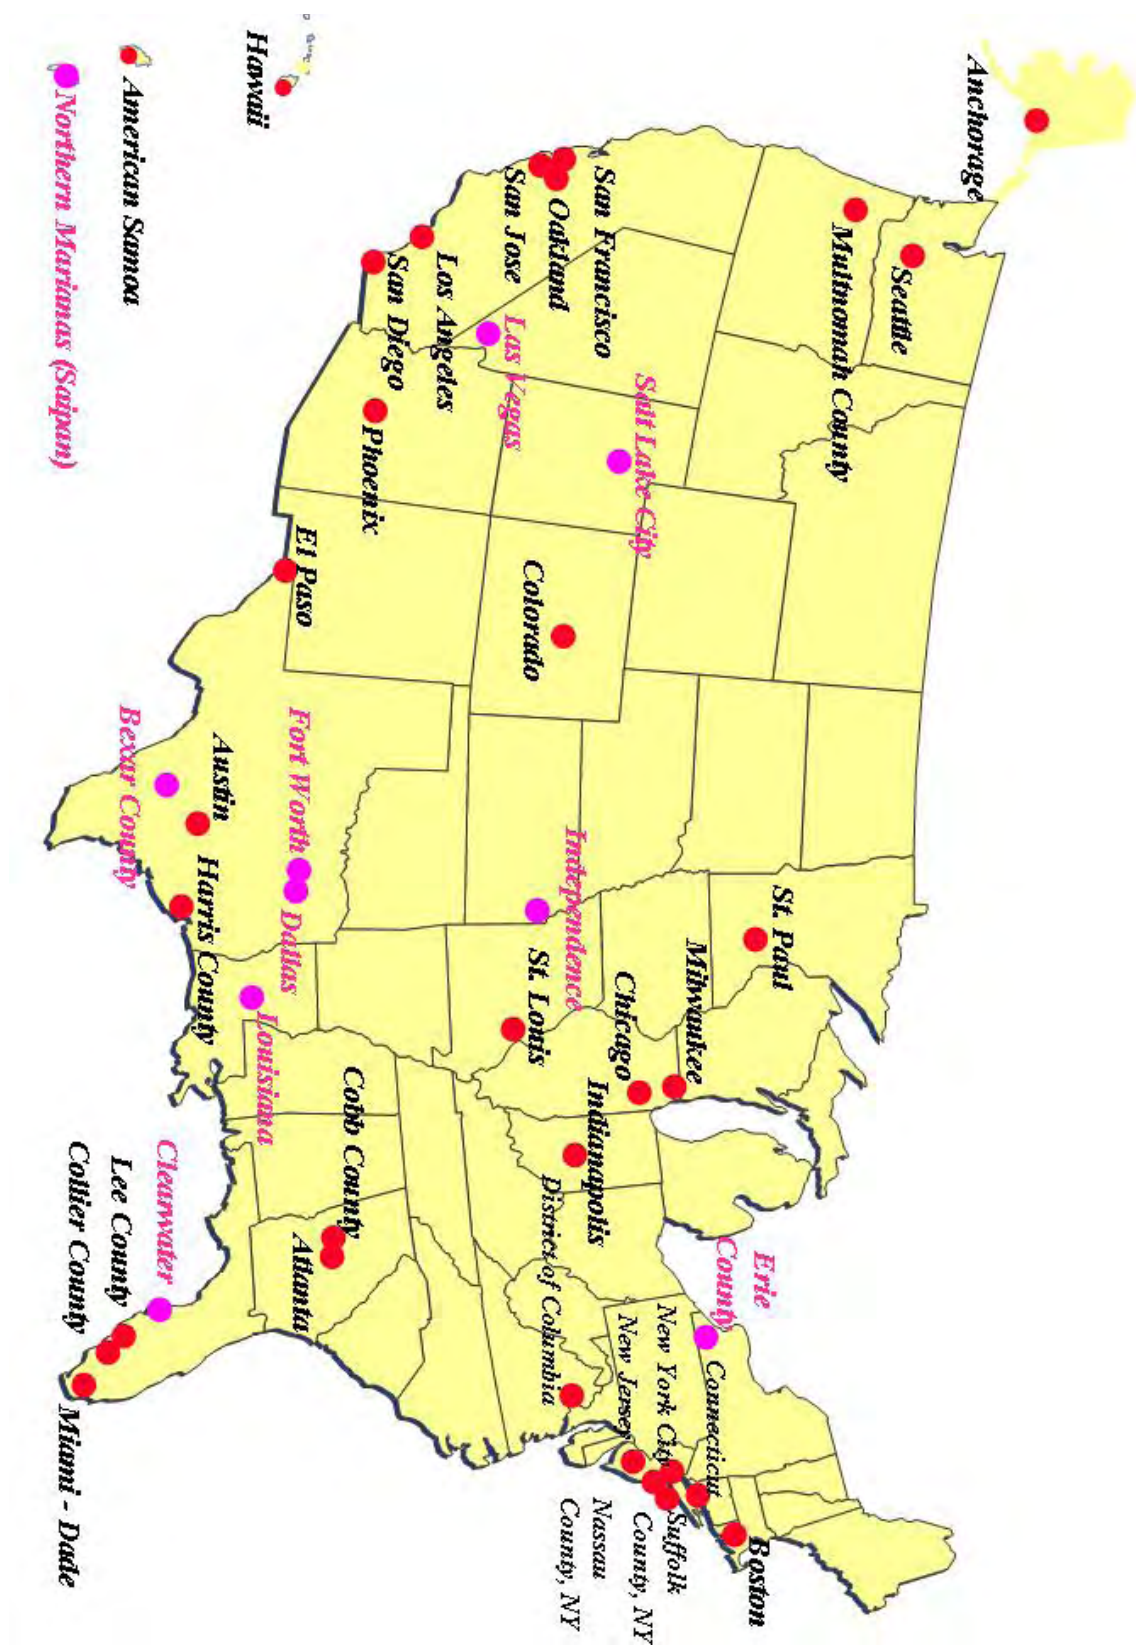 Anchorage
Seattle
Multnomah County
San Francisco
Oakland
San Jose
Los Angeles
San Diego
Las Vegas
Salt Lake City
Phoenix
El Paso
Colorado
Hawaii
American Samoa
Northern Marianas (Saipan)
Bexar County
Austin
Fort Worth
Dallas
Harris County
Independence
St. Louis
St. Paul
Milwaukee
Chicago
Indianapolis
Louisiana
Cobb County
Atlanta
Clearwater
Lee County
Collier County
Miami - Dade
District of Columbia
Erie
County
New York City
New Jersey
Connecticut
Boston
Suffolk
County, NY
Nassau
County, NY